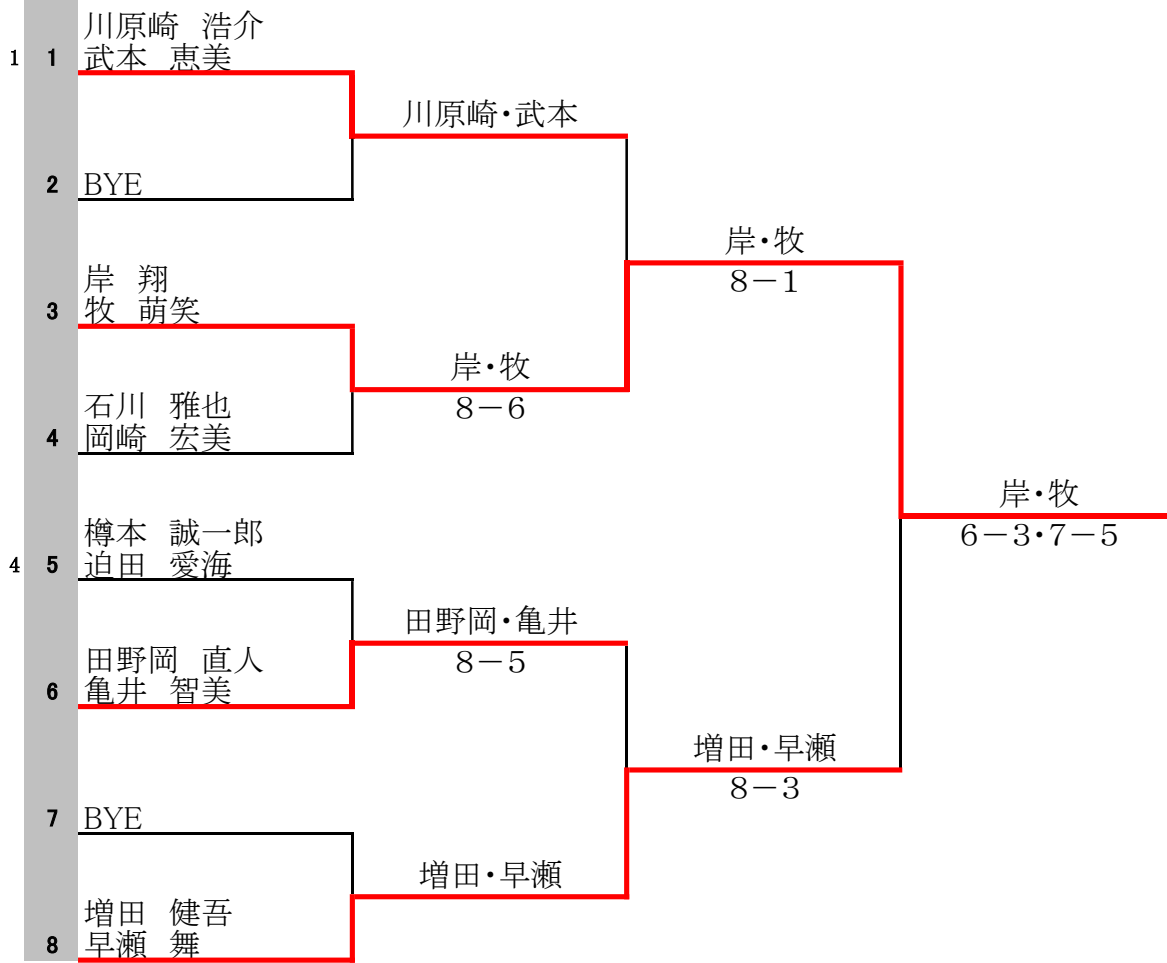 川原崎 浩介
1 1 武本 恵美
川原崎・武本
2 BYE
岸・牧
8－1
岸 翔
3 牧 萌笑
岸・牧
8－6
石川 雅也
4 岡崎 宏美
岸・牧
6－3・7－5
樽本 誠一郎
4 5 迫田 愛海
田野岡・亀井
8－5
田野岡 直人
6 亀井 智美
増田・早瀬
8－3
7 BYE
増田・早瀬
増田 健吾
8 早瀬 舞